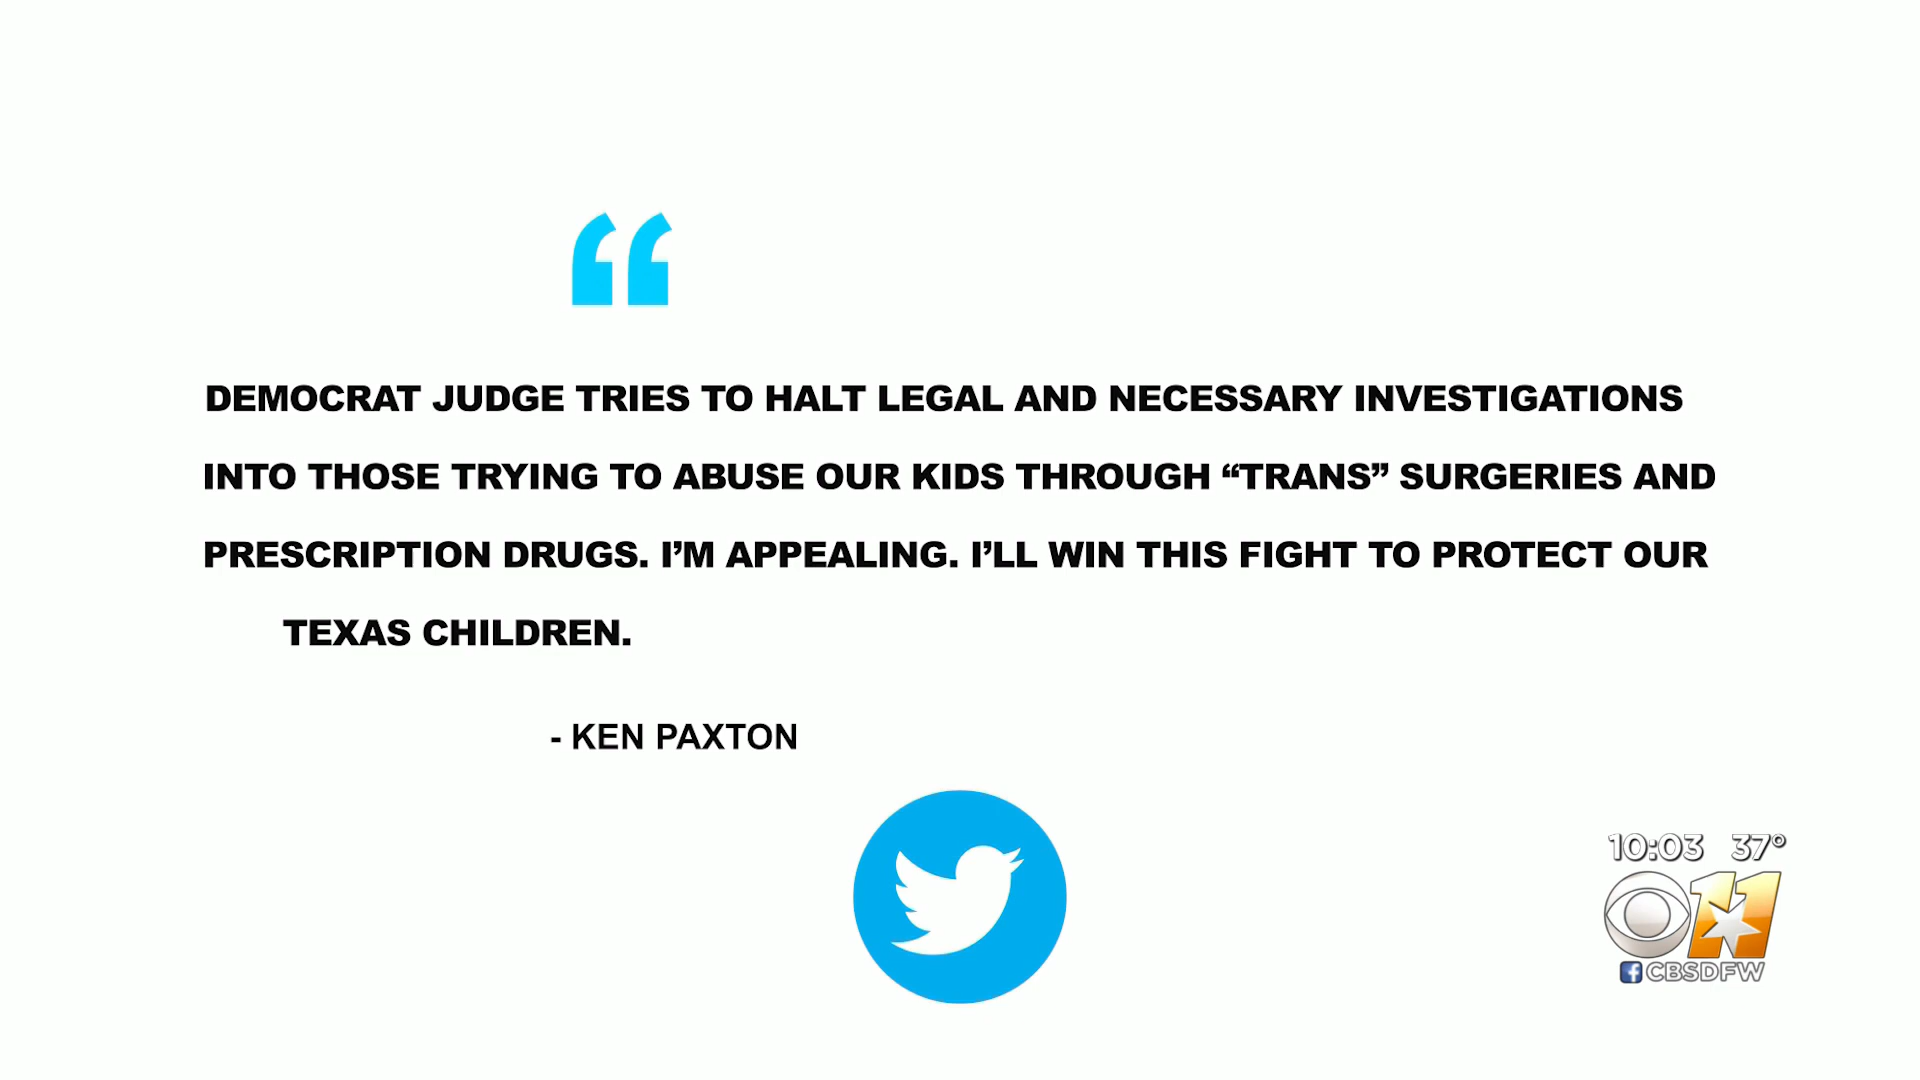 “
DEMOCRAT JUDGE TRIES TO HALT LEGAL AND NECESSARY INVESTIGATIONS
INTO THOSE TRYING TO ABUSE OUR KIDS THROUGH “TRANS” SURGERIES AND
PRESCRIPTION DRUGS. I’M APPEALING. I’LL WIN THIS FIGHT TO PROTECT OUR
TEXAS CHILDREN.
- KEN PAXTON
10:03 37°
11
f CBSDFW